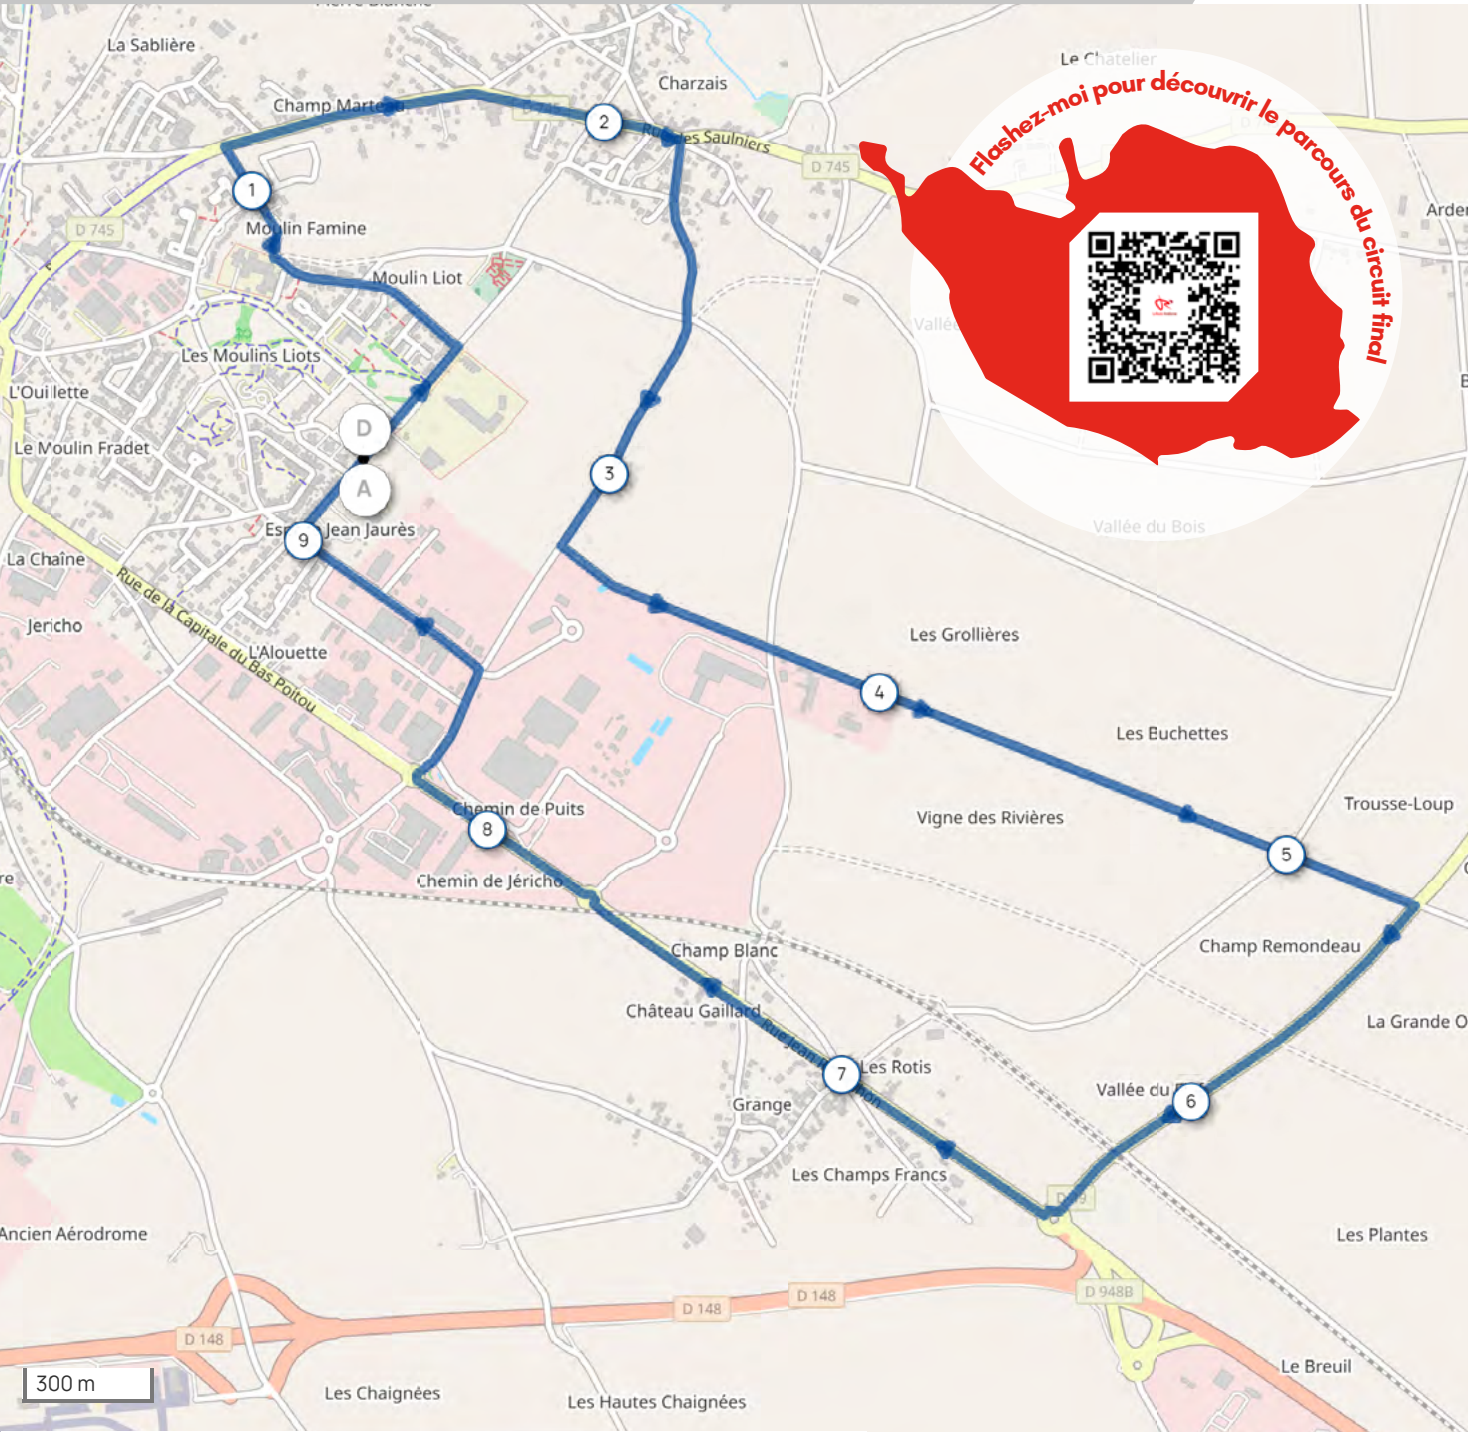 La Sablière
Le Chatelier
Charzais
Flashez-moi pour découvrir le parcours du circuit final
Champ Marteau
2
Rue des Saulniers
D 745
1
D 745
Moulin Famine
Moulin Liot
Les Moulins Liots
L'Ouillette
D
Le Moulin Fradet
3
A
Jean Jaurès
9
Vallée du Bois
La Chaîne
Rue de la Capitale du Bas Poitou
Jericho
L'Alouette
Les Grollières
4
Les Buchettes
Trousse-Loup
Chemin de Puits
Vigne des Rivières
8
5
Chemin de Jéricho
Champ Blanc
Champ Remondeau
Château Gaillard
Rue Jean
La Grande
7
Les Rotis
Vallée du
6
Grange
Les Champs Francs
Ancien Aérodrome
Les Plantes
D 948B
D 148
D 148
D 148
Le Breuil
300 m
Les Chaignées
Les Hautes Chaignées